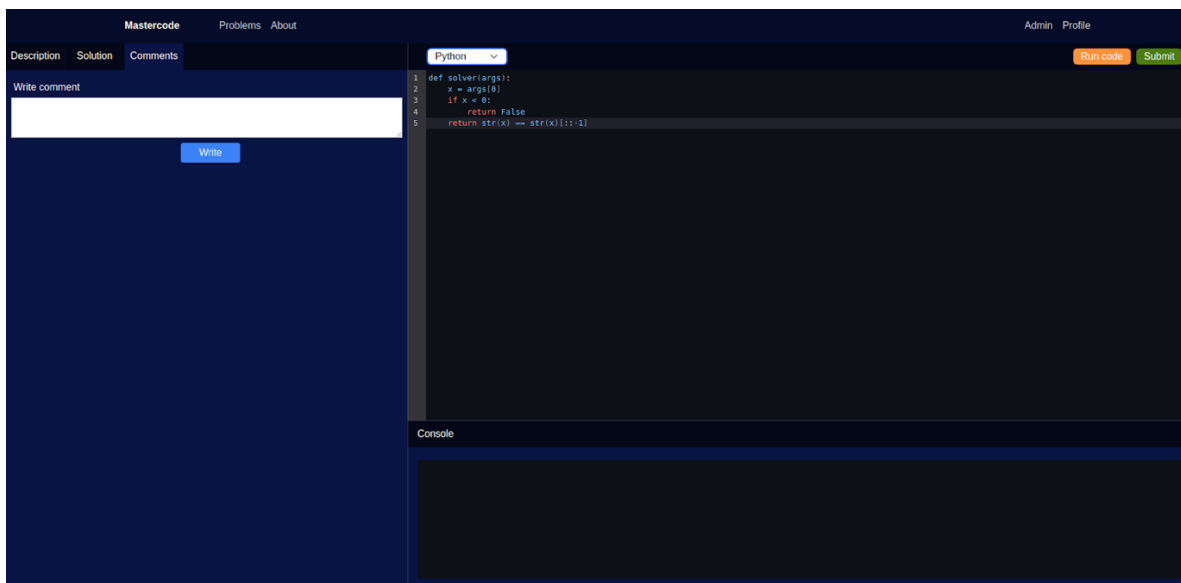 Mastercode Problems About Admin Profile
Description Solution Comments
Python Run code Submit
Write comment
Write
1 def solver(args):
2     x = args[0]
3     if x < 0:
4         return False
5     return str(x) == str(x)[::-1]
Console